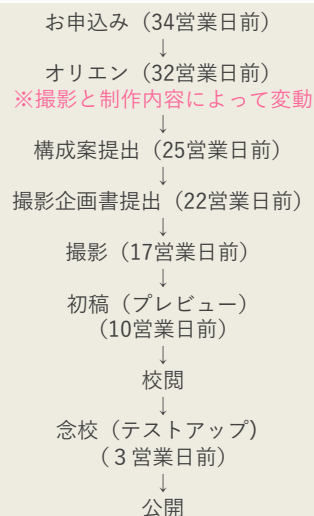 お申込み（34営業日前）
↓
オリエン（32営業日前）
※撮影と制作内容によって変動
↓
構成案提出（25営業日前）
↓
撮影企画書提出（22営業日前）
↓
撮影（17営業日前）
↓
初稿（プレビュー）
（10営業日前）
↓
校閲
↓
念校（テストアップ）
（３営業日前）
↓
公開